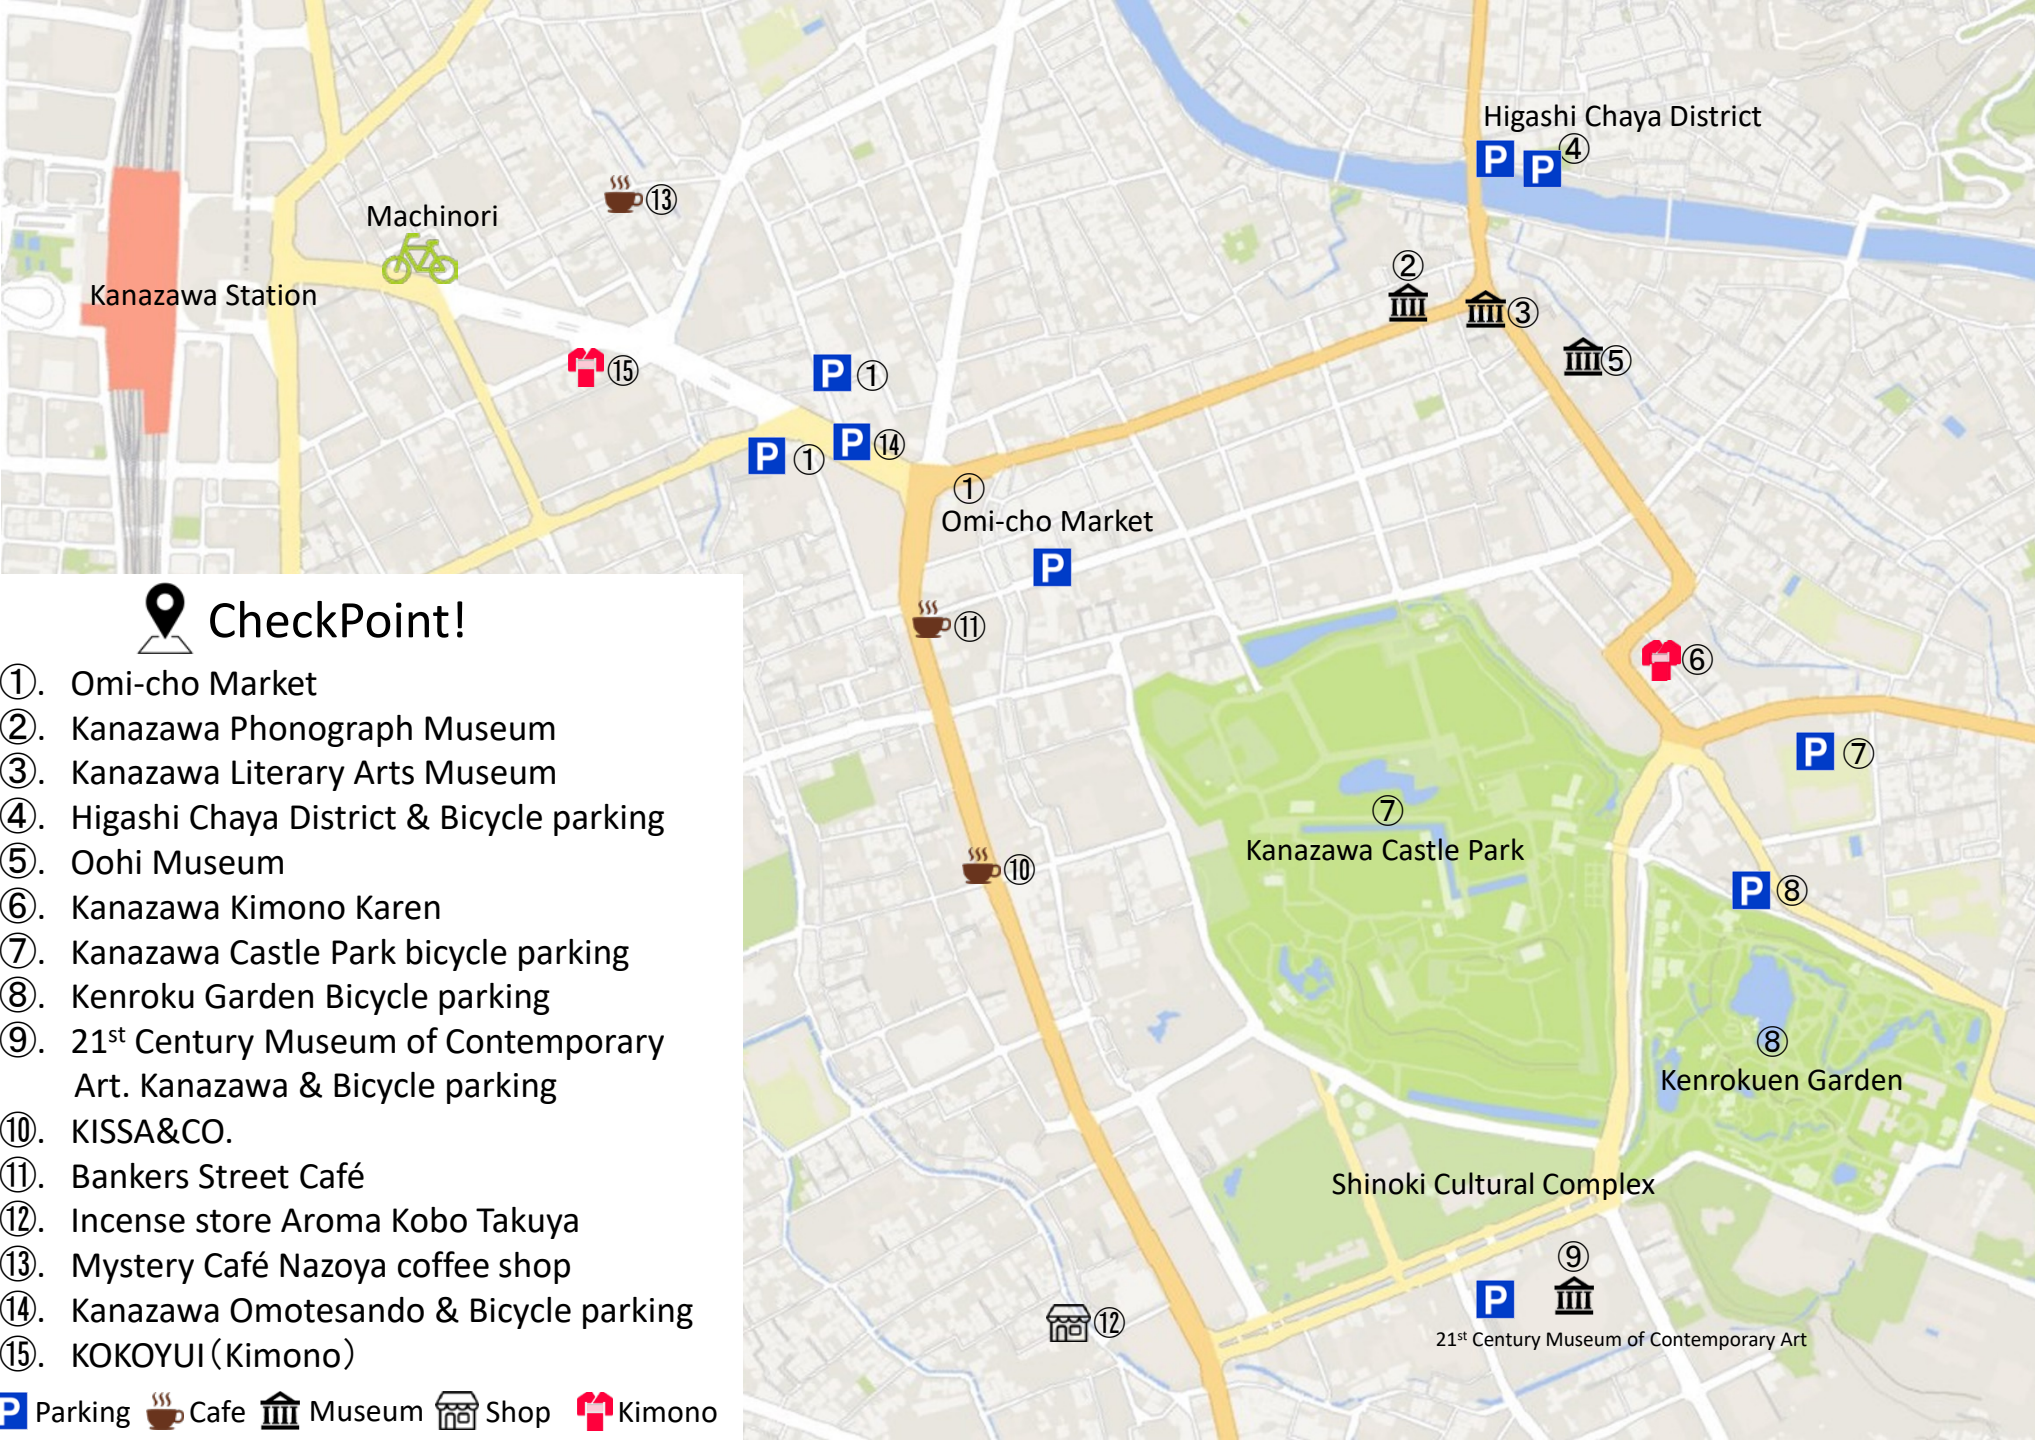 Higashi Chaya District
P
P
④
Machinori
⑬
②
③
⑤
Kanazawa Station
⑮
P
①
P
⑭
P
①
①
Omi-cho Market
P
⑪
⑥
P
⑦
⑦
Kanazawa Castle Park
⑩
P
⑧
⑧
Kenrokuen Garden
Shinoki Cultural Complex
⑨
P
21st Century Museum of Contemporary Art
⑫
CheckPoint!
①. Omi-cho Market
②. Kanazawa Phonograph Museum
③. Kanazawa Literary Arts Museum
④. Higashi Chaya District & Bicycle parking
⑤. Oohi Museum
⑥. Kanazawa Kimono Karen
⑦. Kanazawa Castle Park bicycle parking
⑧. Kenroku Garden Bicycle parking
⑨. 21st Century Museum of Contemporary
Art. Kanazawa & Bicycle parking
⑩. KISSA&CO.
⑪. Bankers Street Café
⑫. Incense store Aroma Kobo Takuya
⑬. Mystery Café Nazoya coffee shop
⑭. Kanazawa Omotesando & Bicycle parking
⑮. KOKOYUI（Kimono）
P Parking Cafe Museum Shop Kimono